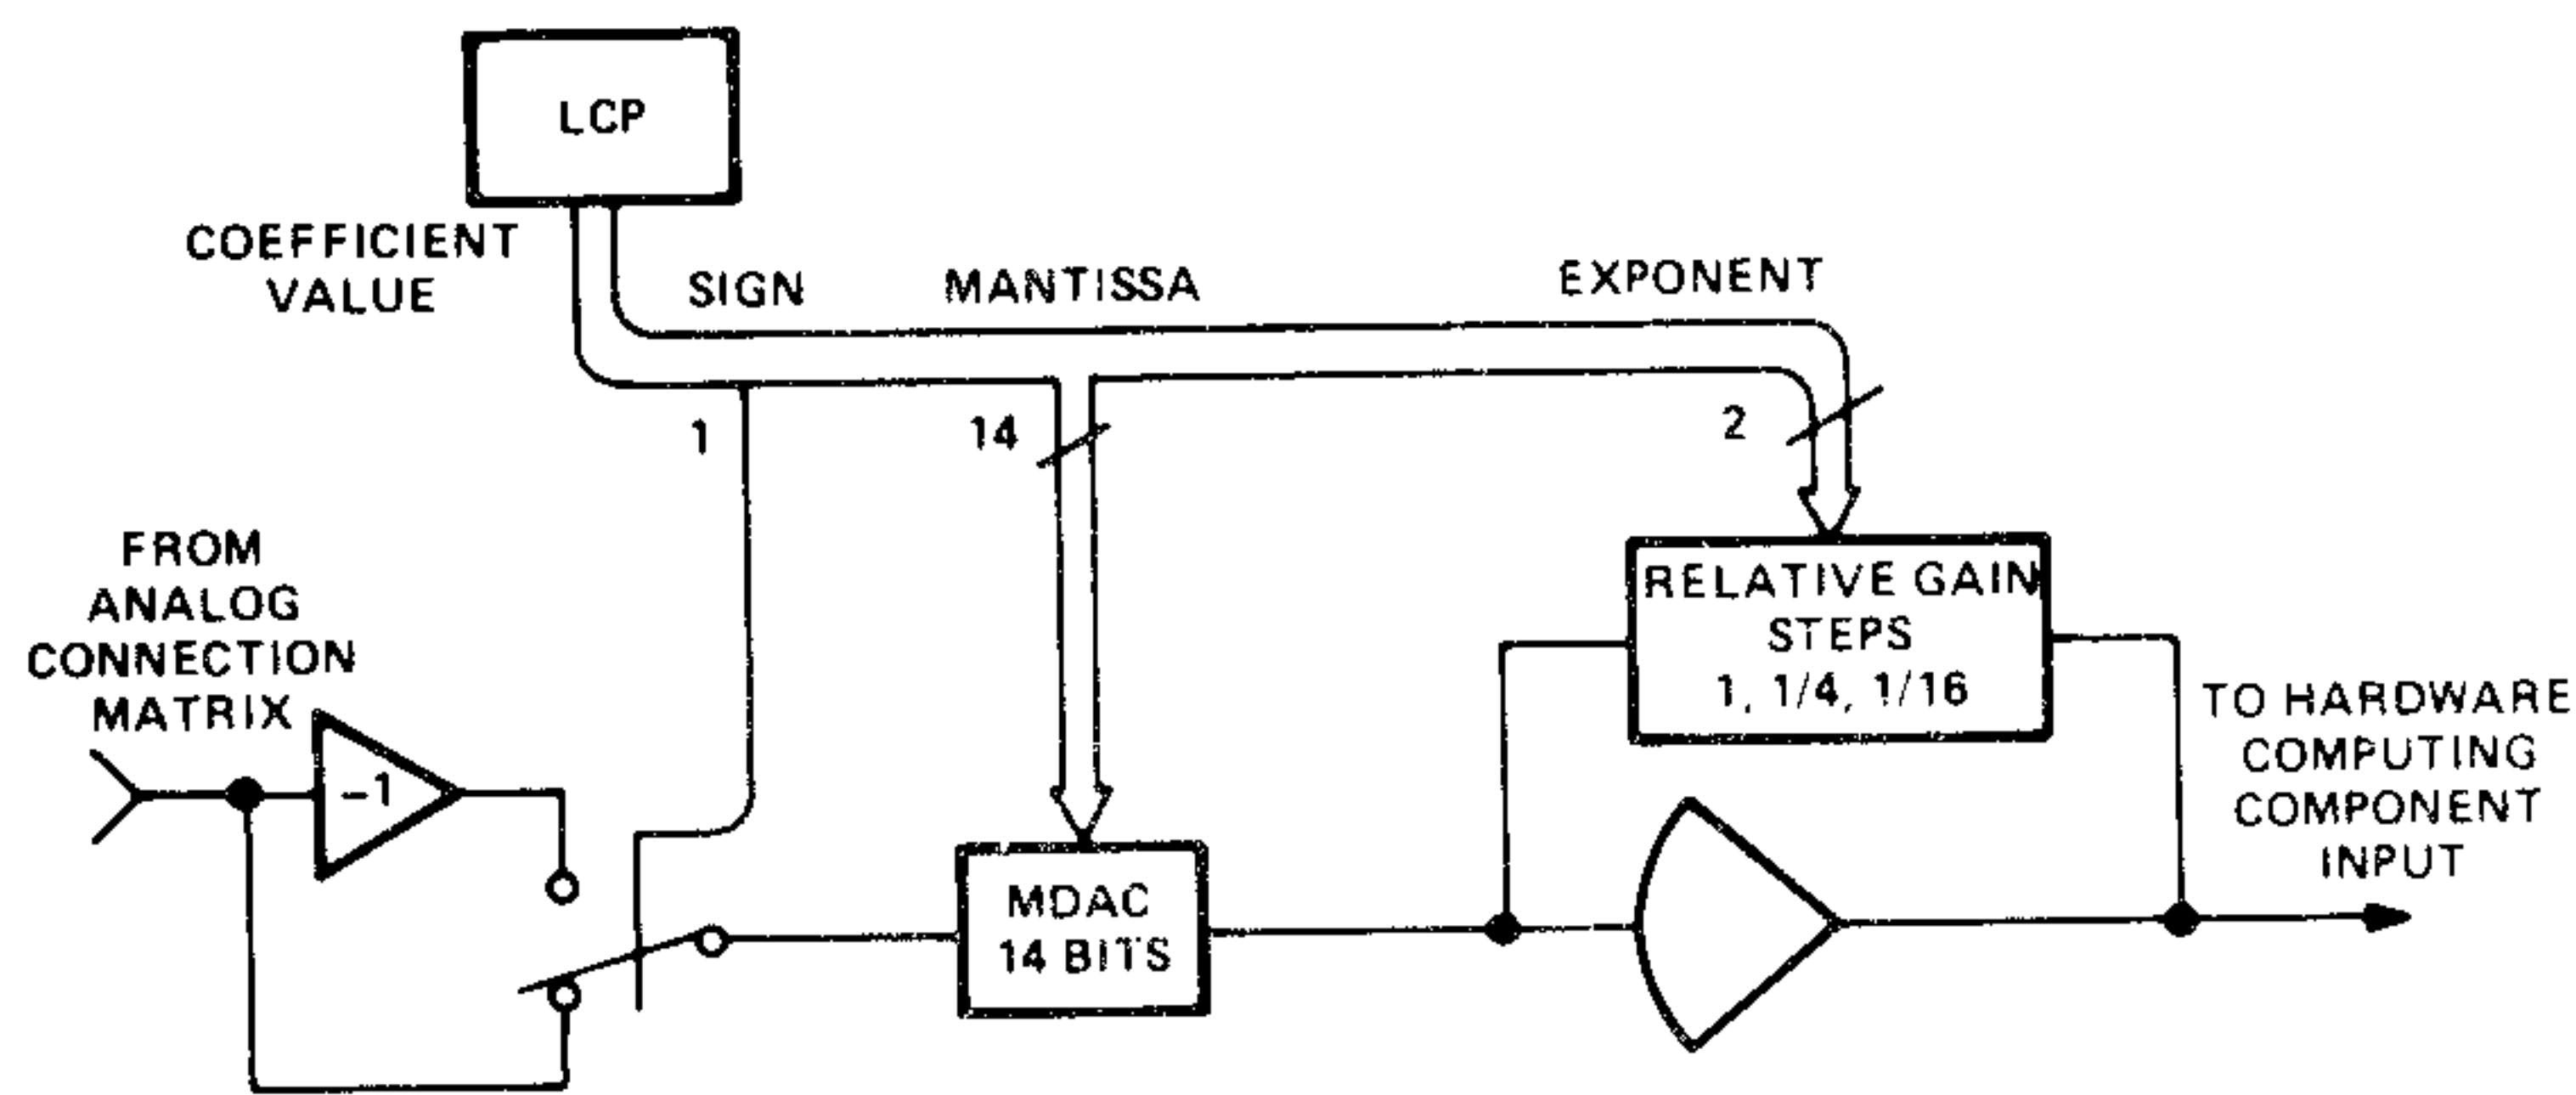 LCP
COEFFICIENT
VALUE
SIGN
MANTISSA
EXPONENT
1
14
2
FROM
ANALOG
CONNECTION
MATRIX
-1
RELATIVE GAIN
STEPS
1, 1/4, 1/16
TO HARDWARE
COMPUTING
COMPONENT
INPUT
MDAC
14 BITS